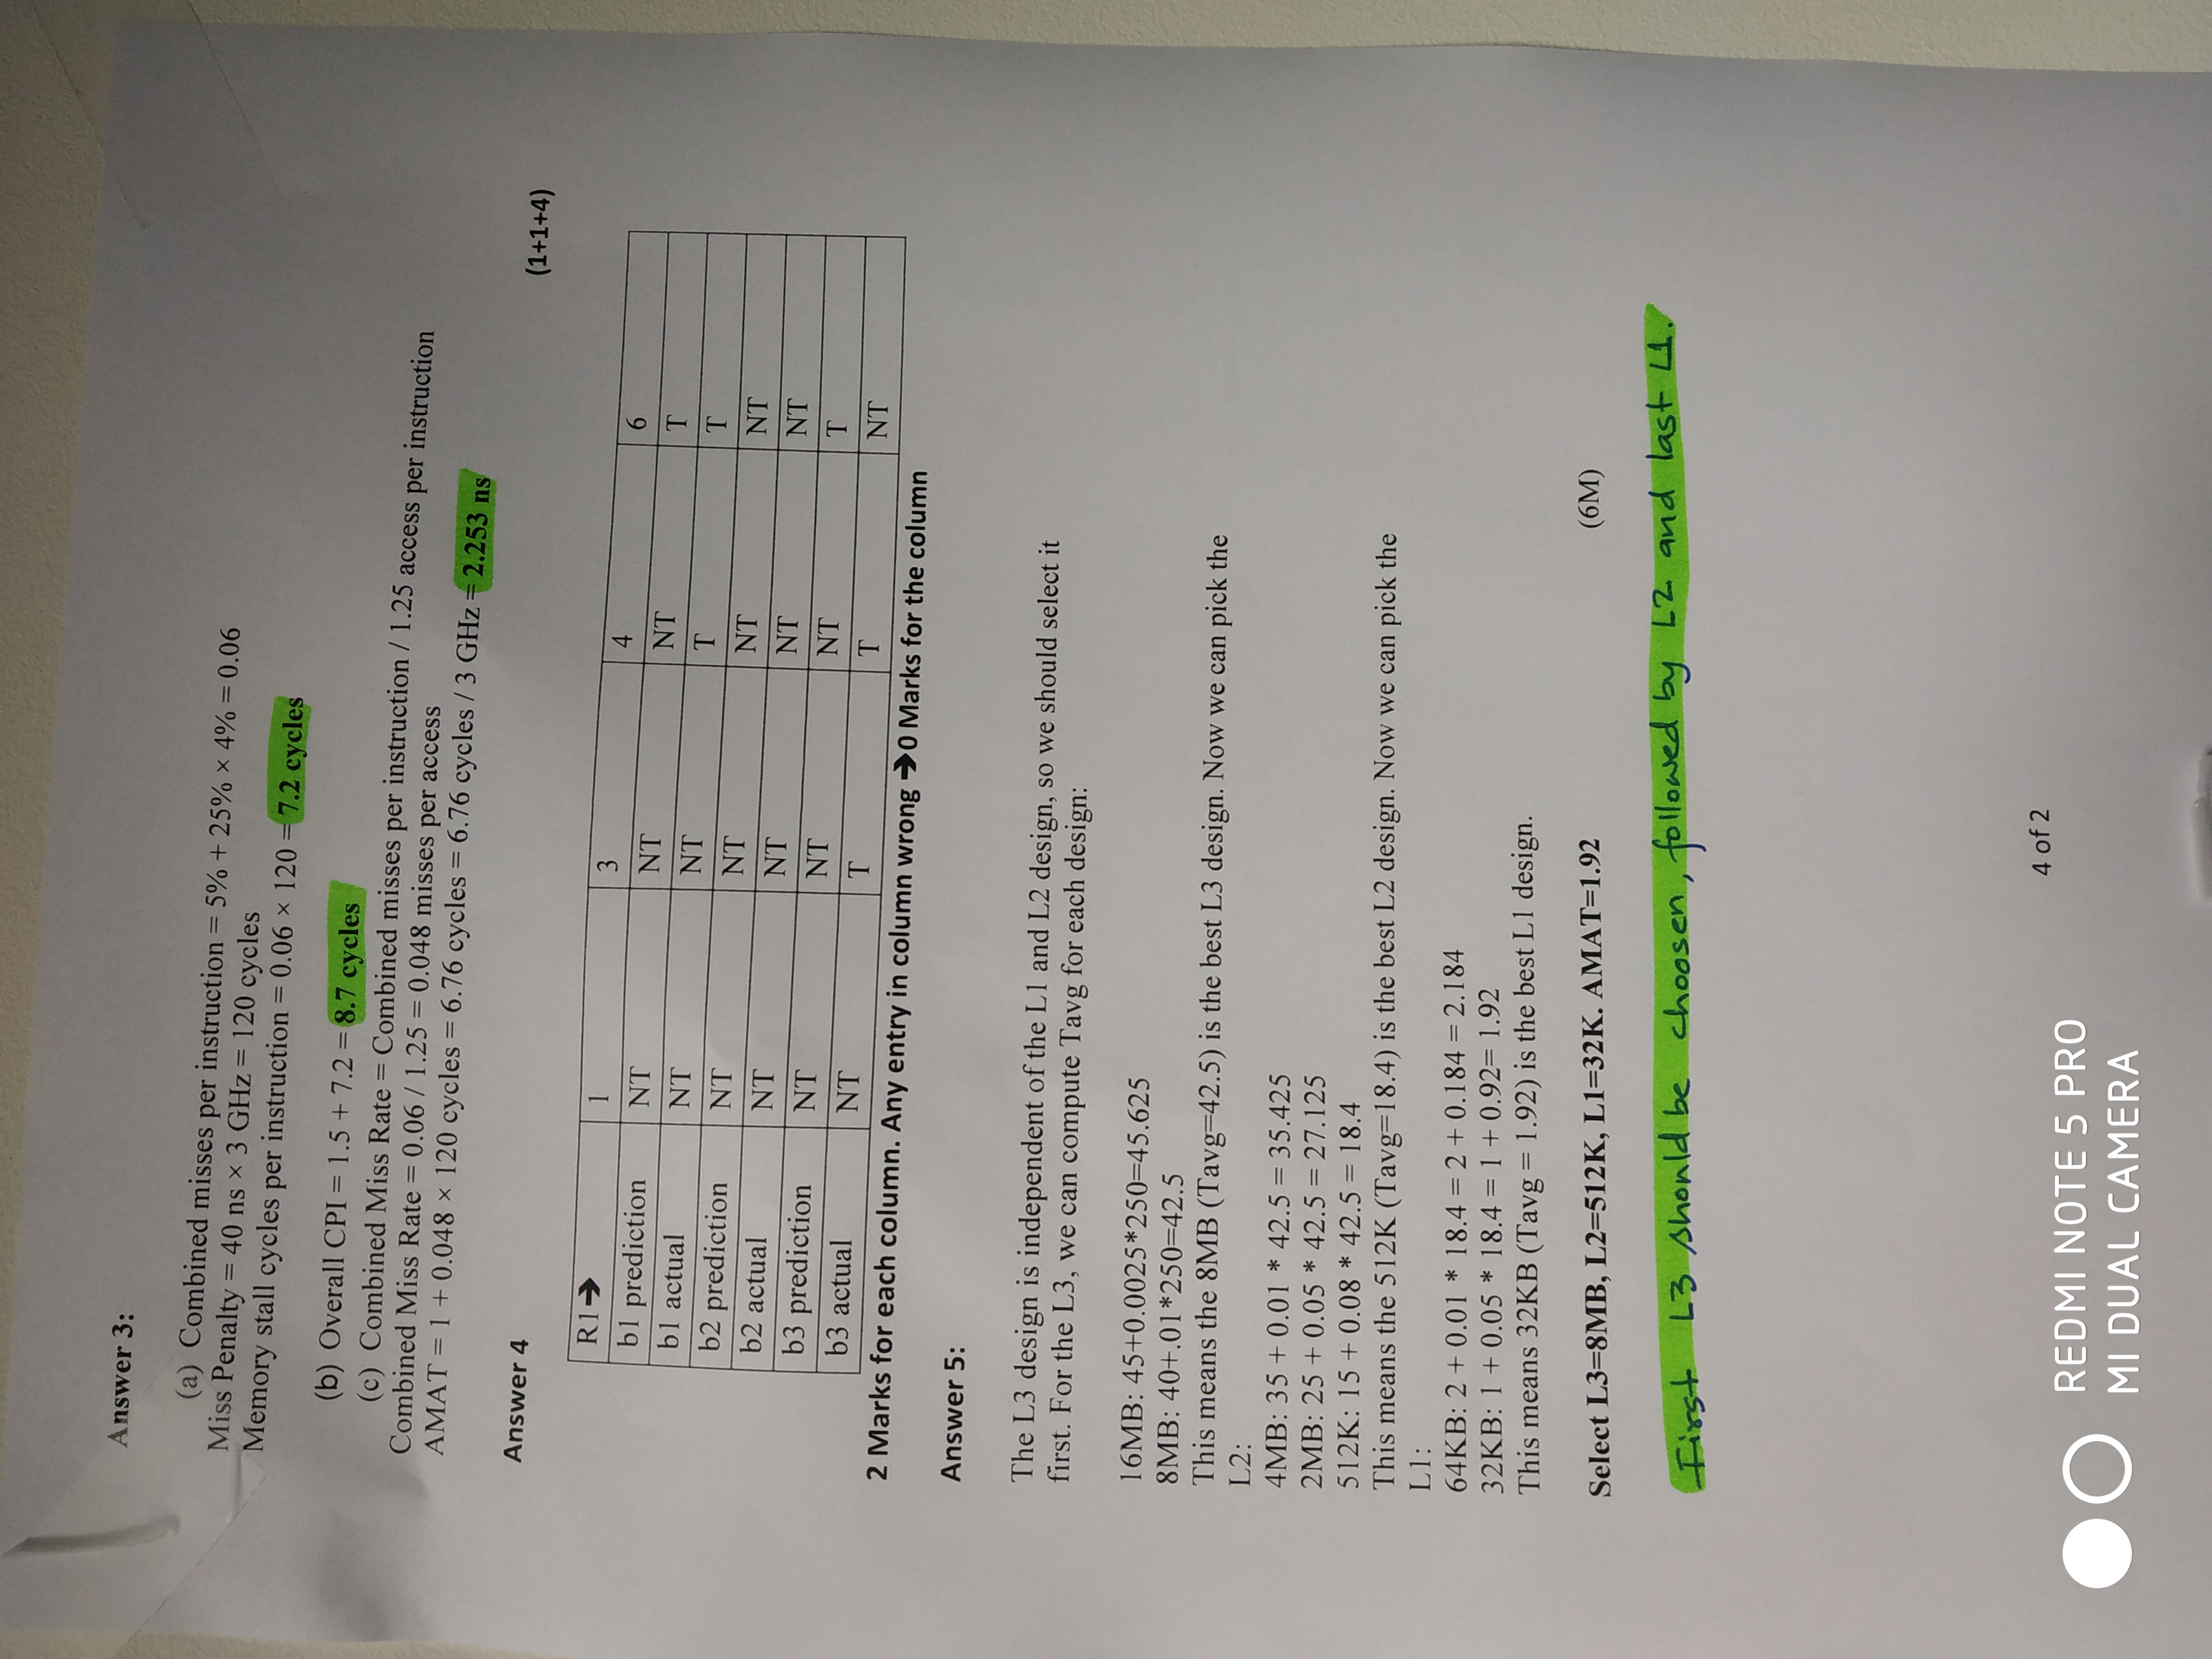 Answer 3:
(a) Combined misses per instruction = 5% + 25% × 4% = 0.06
Miss Penalty = 40 ns × 3 GHz = 120 cycles
Memory stall cycles per instruction = 0.06 × 120 = 7.2 cycles
(b) Overall CPI = 1.5 + 7.2 = 8.7 cycles
(c) Combined Miss Rate = Combined misses per instruction / 1.25 access per instruction
Combined Miss Rate = 0.06 / 1.25 = 0.048 misses per access
AMAT = 1 + 0.048 × 120 cycles = 6.76 cycles = 6.76 cycles / 3 GHz = 2.253 ns
(1+1+4)
Answer 4
R1➔ 1 3 4 6
b1 prediction NT NT NT T
b1 actual NT NT T T
b2 prediction NT NT NT NT
b2 actual NT NT NT NT
b3 prediction NT NT NT T
b3 actual NT T T NT
2 Marks for each column. Any entry in column wrong ➔0 Marks for the column
Answer 5:
The L3 design is independent of the L1 and L2 design, so we should select it
first. For the L3, we can compute Tavg for each design:
16MB: 45+0.0025*250=45.625
8MB: 40+.01*250=42.5
This means the 8MB (Tavg=42.5) is the best L3 design. Now we can pick the
L2:
4MB: 35 + 0.01 * 42.5 = 35.425
2MB: 25 + 0.05 * 42.5 = 27.125
512K: 15 + 0.08 * 42.5 = 18.4
This means the 512K (Tavg=18.4) is the best L2 design. Now we can pick the
L1:
64KB: 2 + 0.01 * 18.4 = 2 + 0.184 = 2.184
32KB: 1 + 0.05 * 18.4 = 1 + 0.92= 1.92
This means 32KB (Tavg = 1.92) is the best L1 design.
Select L3=8MB, L2=512K, L1=32K. AMAT=1.92 (6M)
First L3 should be choosen, followed by L2 and last L1.
4 of 2
REDMI NOTE 5 PRO
MI DUAL CAMERA